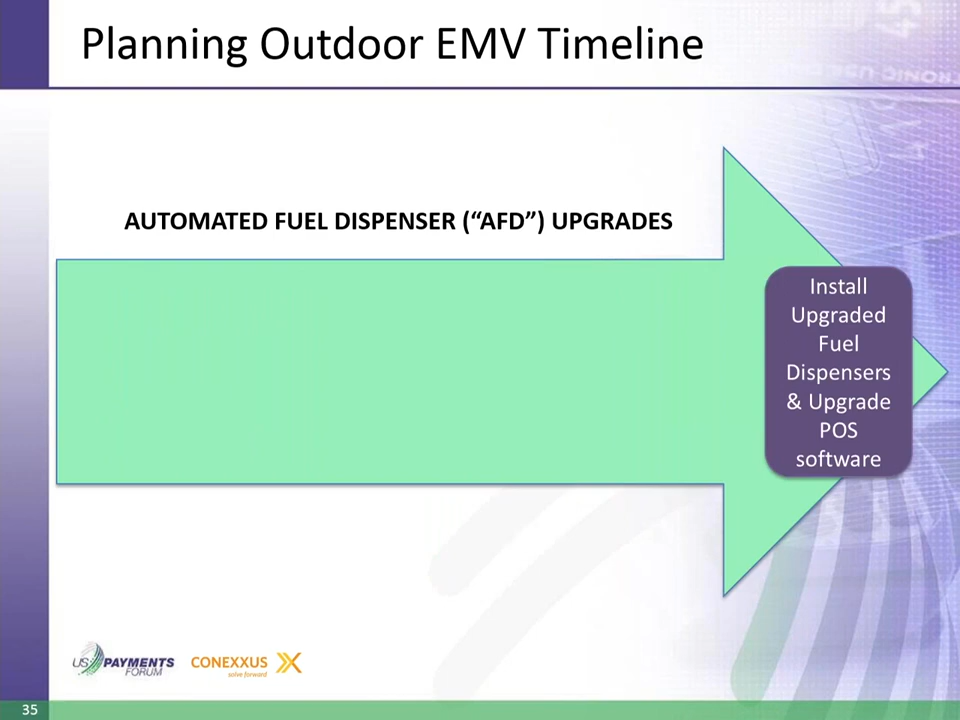 Planning Outdoor EMV Timeline
AUTOMATED FUEL DISPENSER (“AFD”) UPGRADES
Install
Upgraded
Fuel
Dispensers
& Upgrade
POS
software
US PAYMENTS
FORUM
CONEXXUS
solve forward
35